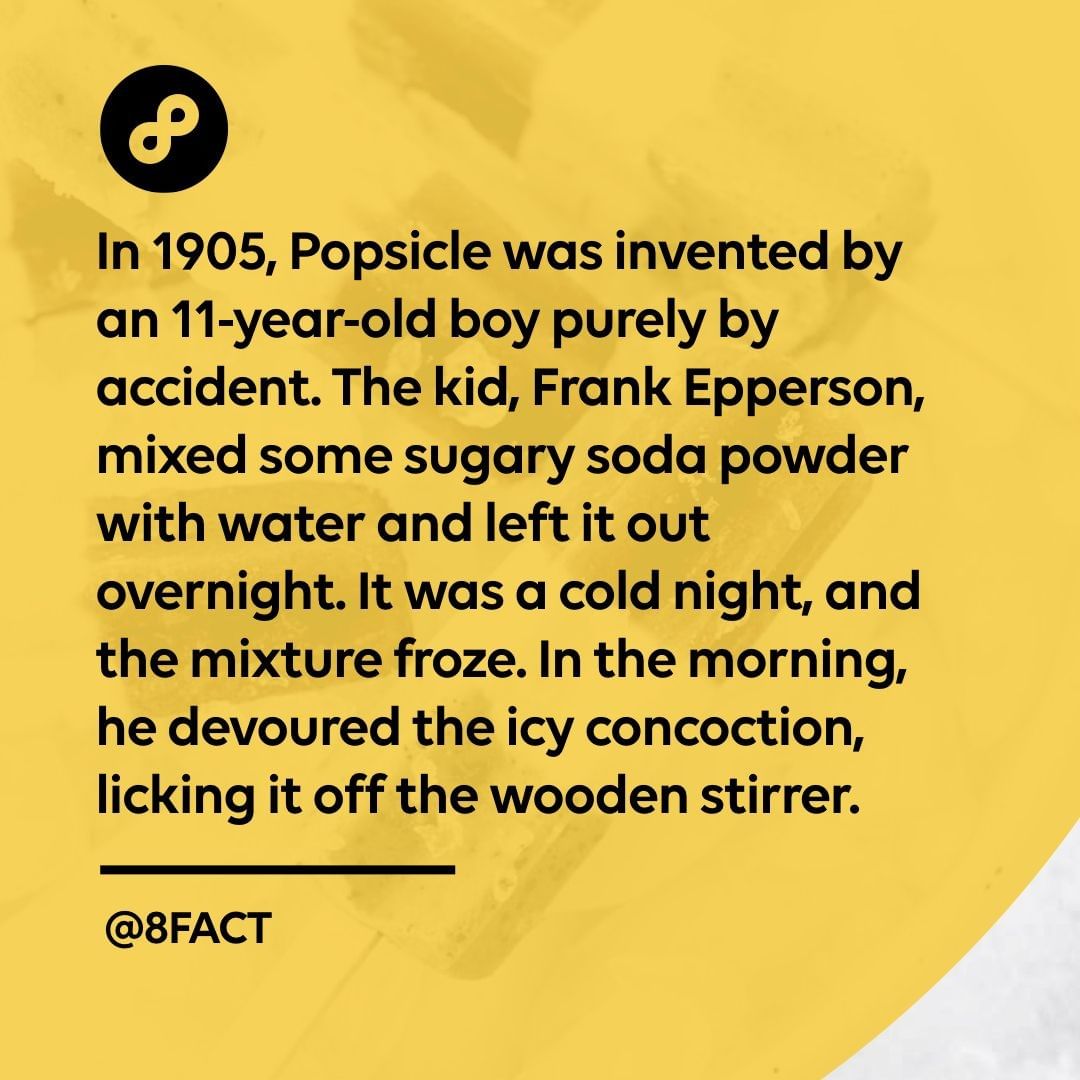 In 1905, Popsicle was invented by
an 11-year-old boy purely by
accident. The kid, Frank Epperson,
mixed some sugary soda powder
with water and left it out
overnight. It was a cold night, and
the mixture froze. In the morning,
he devoured the icy concoction,
licking it off the wooden stirrer.
@8FACT